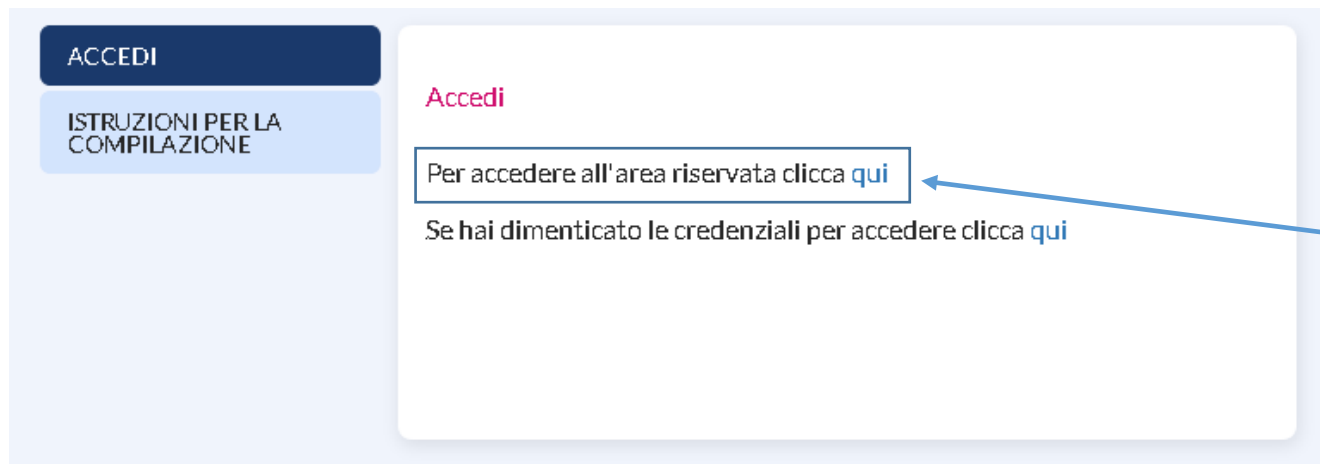 ACCEDI
ISTRUZIONI PER LA
COMPILAZIONE
Accedi
Per accedere all'area riservata clicca qui
Se hai dimenticato le credenziali per accedere clicca qui